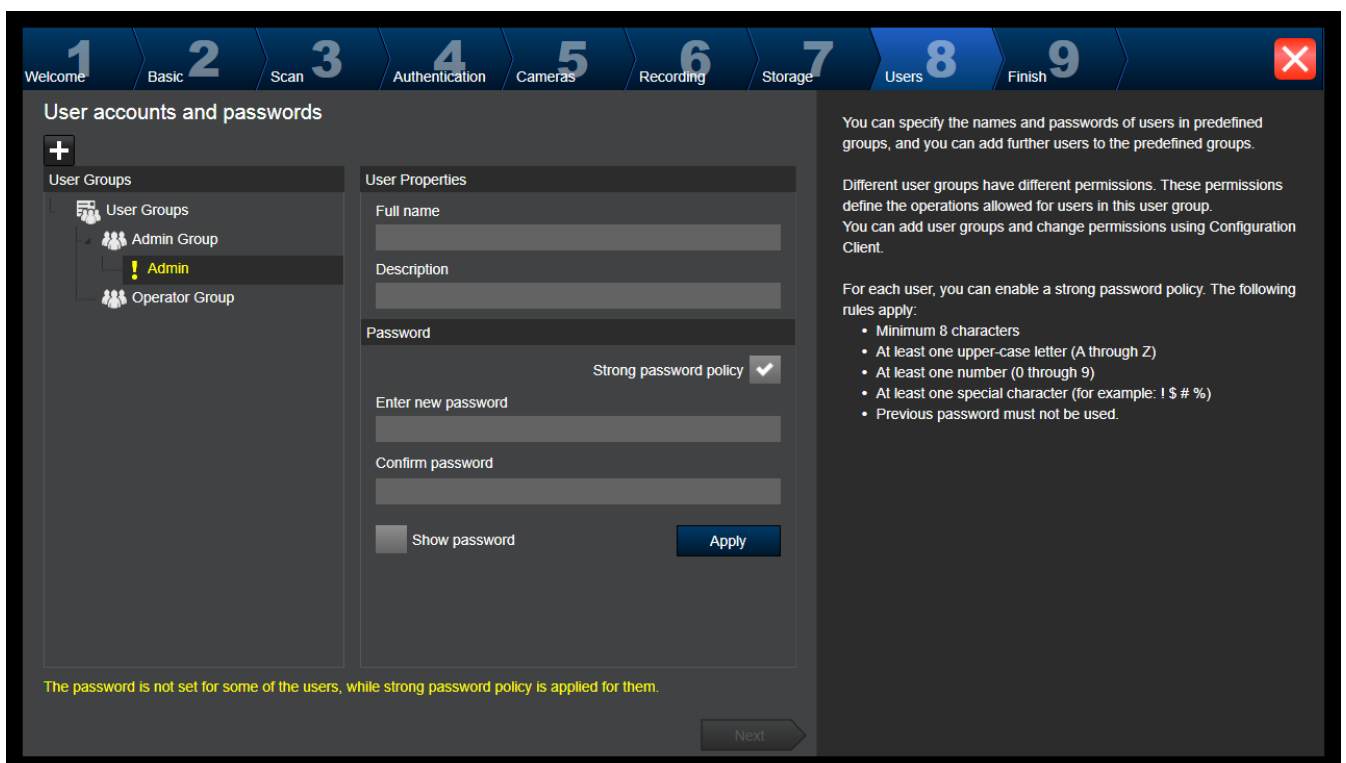 1 Welcome
2 Basic
3 Scan
4 Authentication
5 Cameras
6 Recording
7 Storage
8 Users
9 Finish
User accounts and passwords
User Groups
User Groups
Admin Group
Admin
Operator Group
User Properties
Full name
Description
Password
Strong password policy
Enter new password
Confirm password
Show password
Apply
The password is not set for some of the users, while strong password policy is applied for them.
Next
You can specify the names and passwords of users in predefined
groups, and you can add further users to the predefined groups.
Different user groups have different permissions. These permissions
define the operations allowed for users in this user group.
You can add user groups and change permissions using Configuration
Client.
For each user, you can enable a strong password policy. The following
rules apply:
• Minimum 8 characters
• At least one upper-case letter (A through Z)
• At least one number (0 through 9)
• At least one special character (for example: ! $ # %)
• Previous password must not be used.